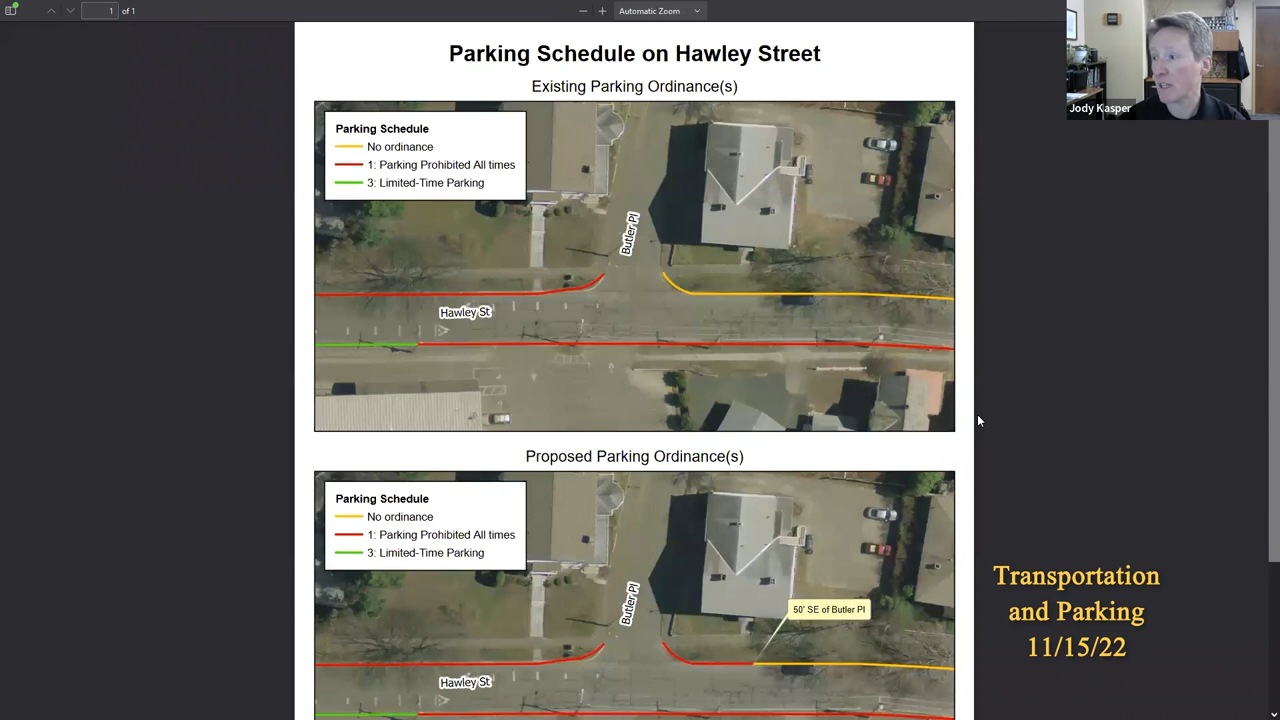 1
of 1
Automatic Zoom
Jody Kasper
Parking Schedule on Hawley Street
Existing Parking Ordinance(s)
Parking Schedule
No ordinance
1: Parking Prohibited All times
3: Limited-Time Parking
Butler Pl
Hawley St
Proposed Parking Ordinance(s)
Parking Schedule
No ordinance
1: Parking Prohibited All times
3: Limited-Time Parking
Butler Pl
50' SE of Butler Pl
Hawley St
Transportation
and Parking
11/15/22